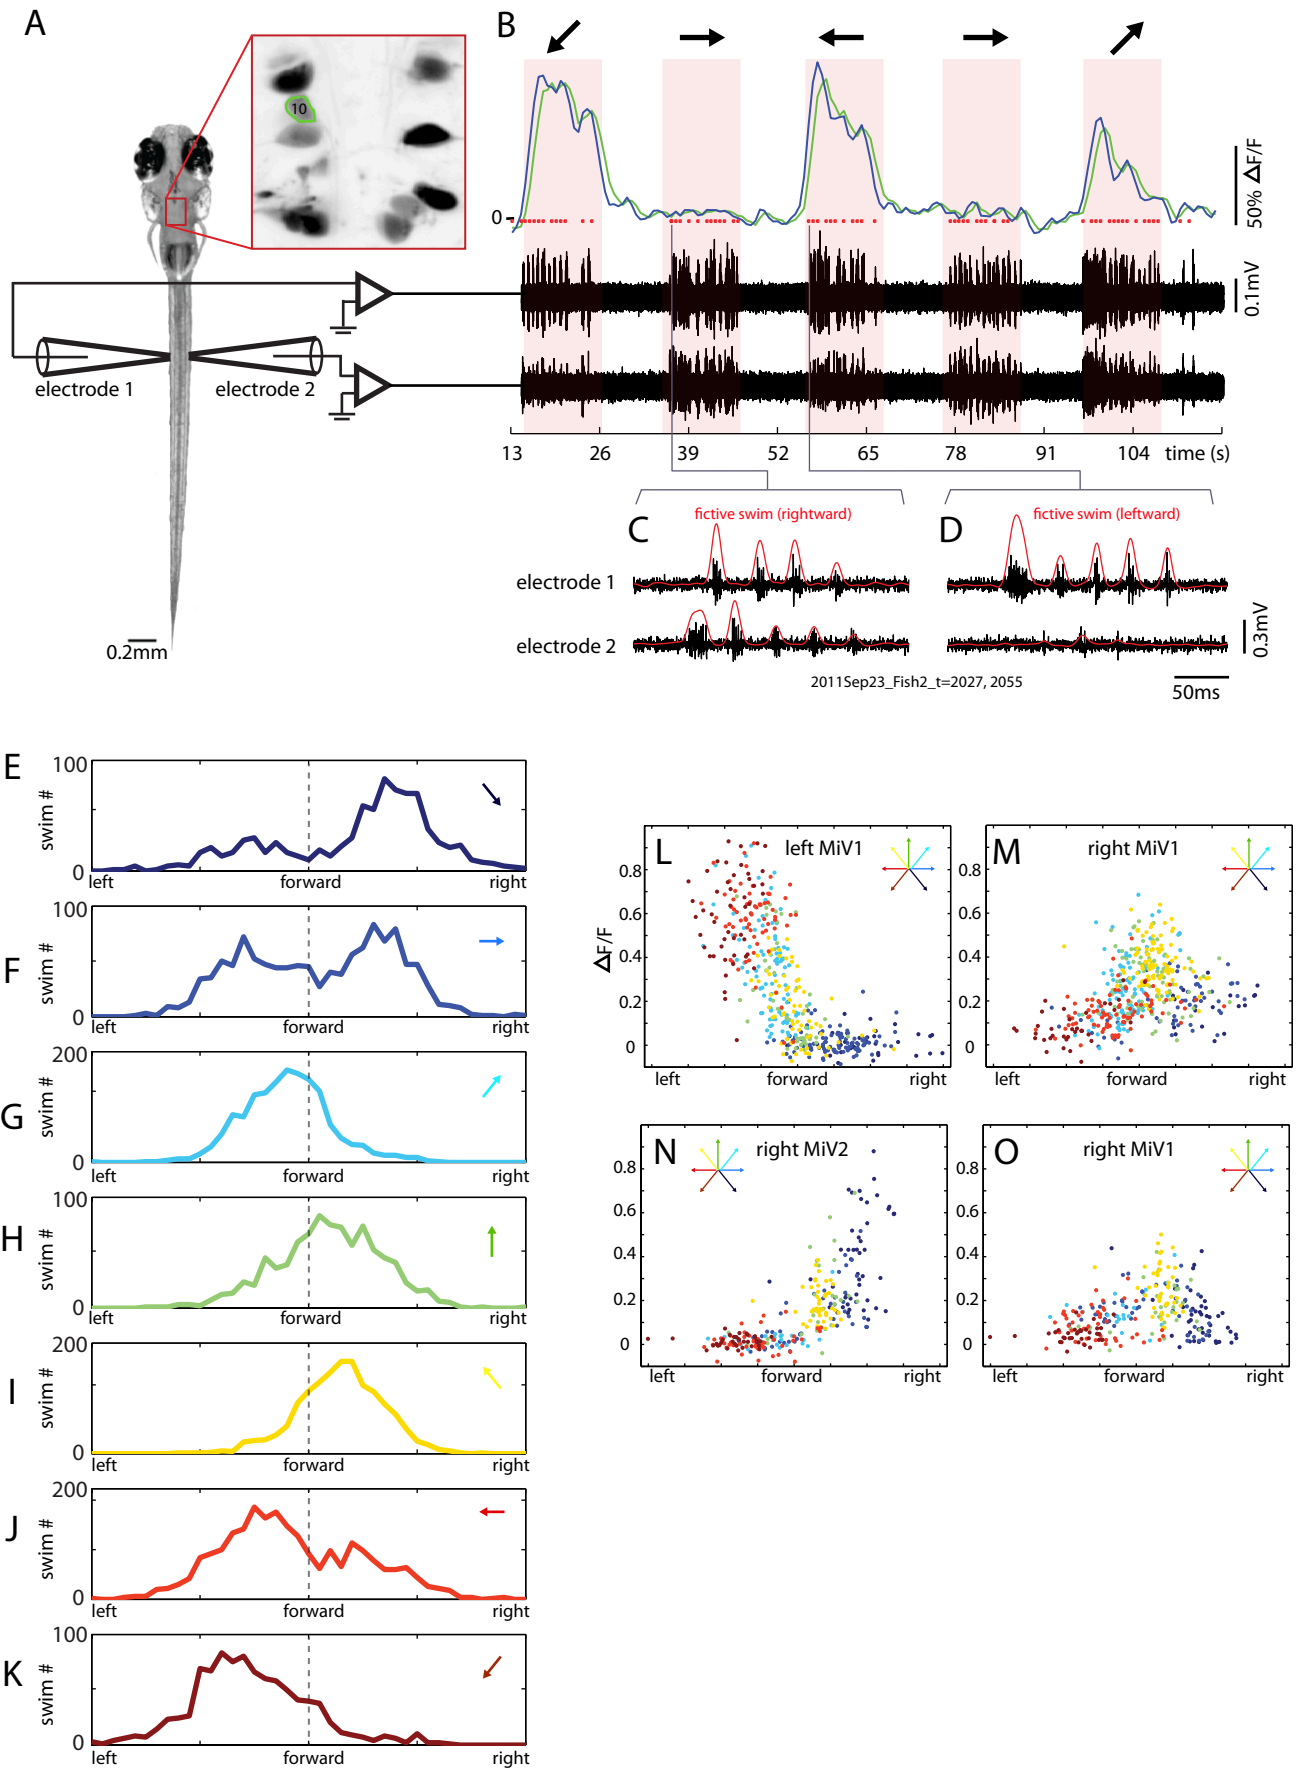 A
10
electrode 1
electrode 2
0.2mm
B
0
50% ΔF/F
0.1mV
13 26 39 52 65 78 91 104 time (s)
C
fictive swim (rightward)
D
fictive swim (leftward)
electrode 1
electrode 2
0.3mV
2011Sep23_Fish2_t=2027, 2055
50ms
E
swim #
100
0
left forward right
F
swim #
100
0
left forward right
G
swim #
200
0
left forward right
H
swim #
100
0
left forward right
I
swim #
200
0
left forward right
J
swim #
200
0
left forward right
K
swim #
100
0
left forward right
L
left MiV1
ΔF/F
0.8
0.6
0.4
0.2
0
left forward right
M
right MiV1
0.8
0.6
0.4
0.2
0
left forward right
N
right MiV2
0.8
0.6
0.4
0.2
0
left forward right
O
right MiV1
0.8
0.6
0.4
0.2
0
left forward right